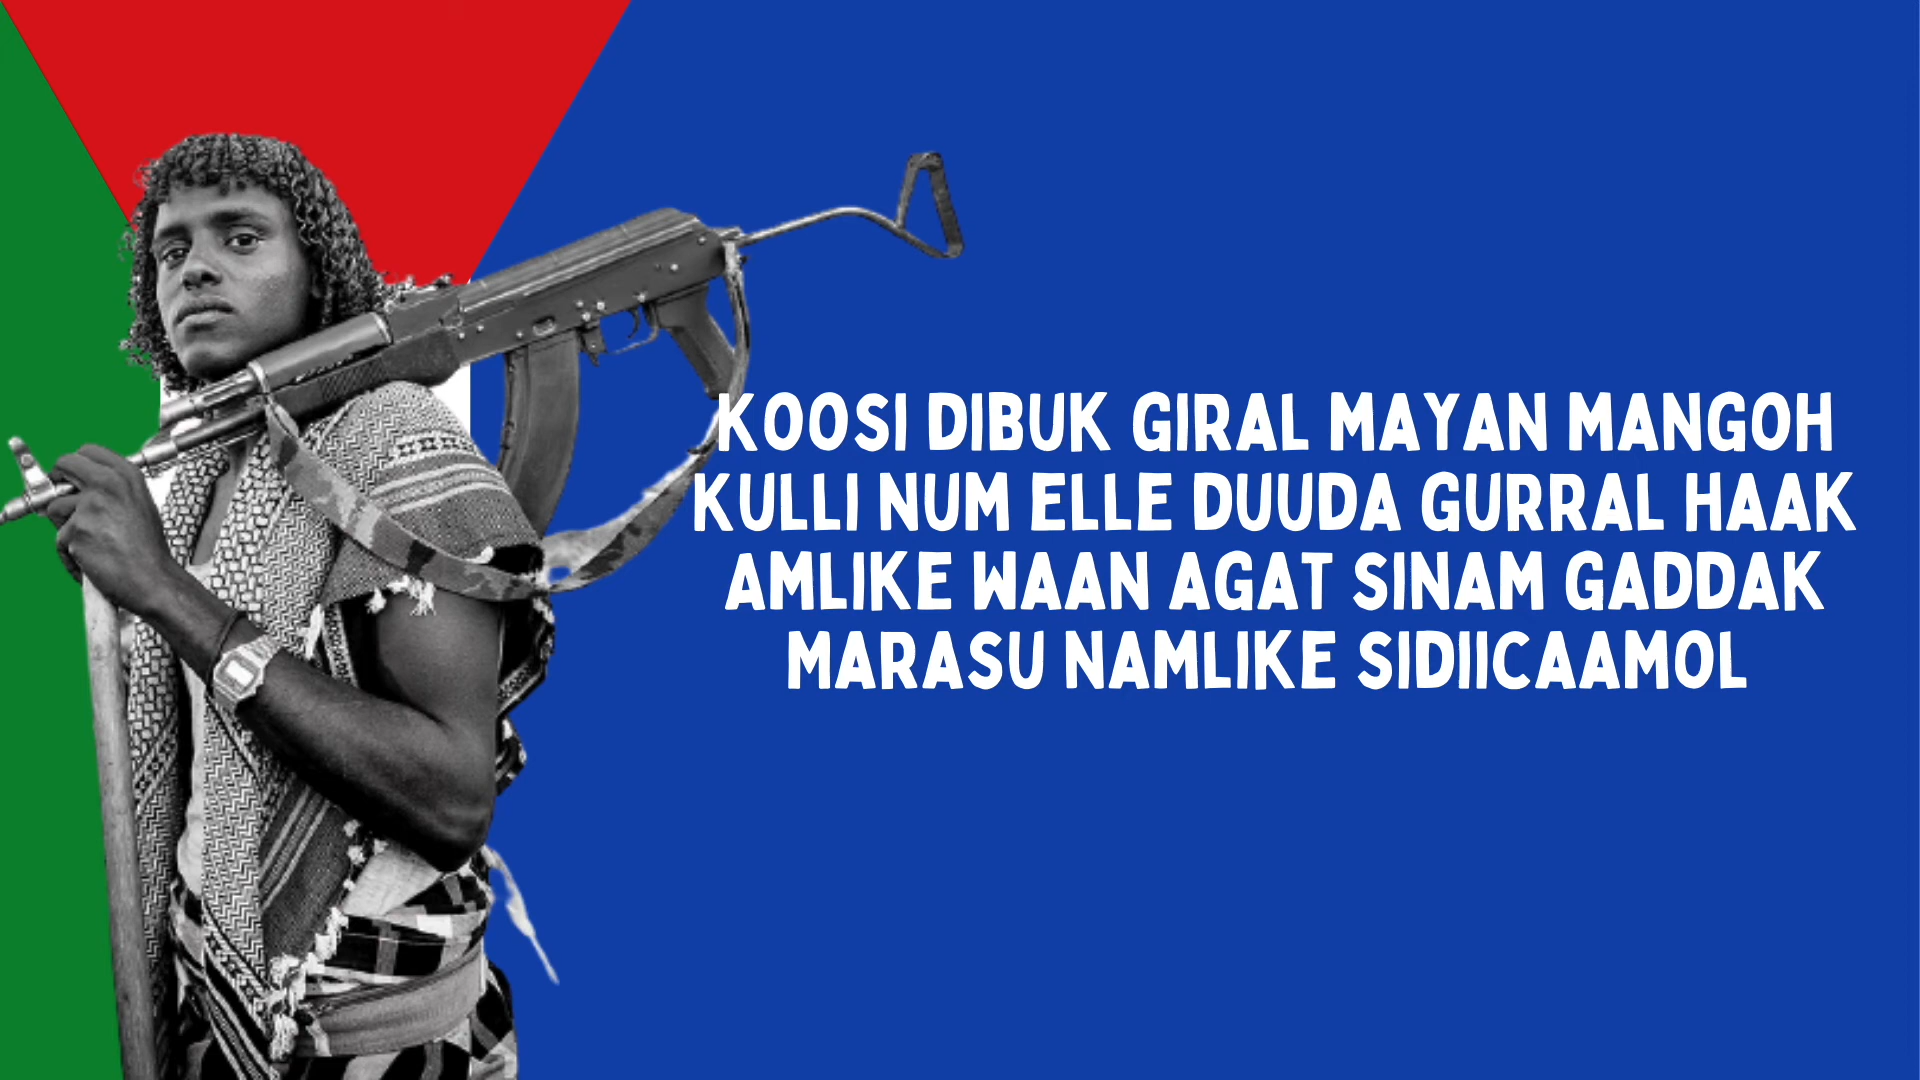 KOOSI DIBUK GIRAL MAYAN MANGOH
KULLI NUM ELLE DUUDA GURRAL HAAK
AMLIKE WAAN AGAT SINAM GADDAK
MARASU NAMLIKE SIDIICAAMOL